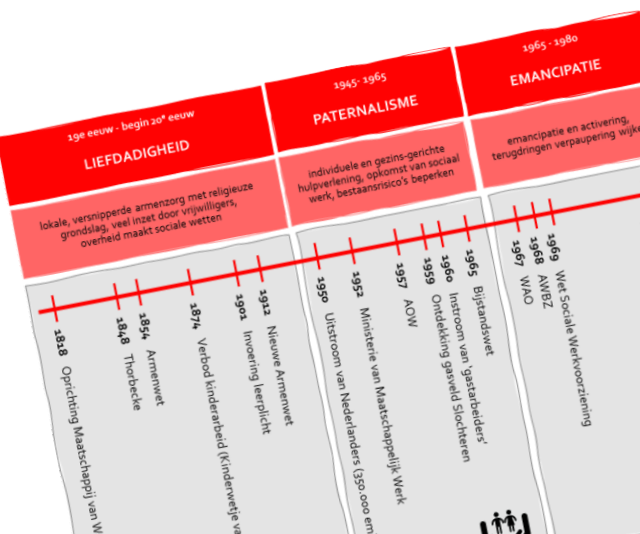 19e eeuw - begin 20e eeuw
LIEFDADIGHEID
lokale, versnipperde armenzorg met religieuze
grondslag, veel inzet door vrijwilligers,
overheid maakt sociale wetten
1818 Oprichting Maatschappij van W
1848 Thorbecke
1854 Armenwet
1874 Verbod kinderarbeid (Kinderwetje va
1901 Invoering leerplicht
1912 Nieuwe Armenwet
1945- 1965
PATERNALISME
individuele en gezins-gerichte
hulpverlening, opkomst van sociaal
werk, bestaansrisico's beperken
1950 Uitstroom van Nederlanders (350.000 em
1952 Ministerie van Maatschappelijk Werk
1957 AOW
1959 Ontdekking gasveld Slochteren
1960 Instroom van 'gastarbeiders'
1965 Bijstandswet
1965 - 1980
EMANCIPATIE
emancipatie en activering,
terugdringen verpaupering wijke
1967 WAO
1968 AWBZ
1969 Wet Sociale Werkvoorziening